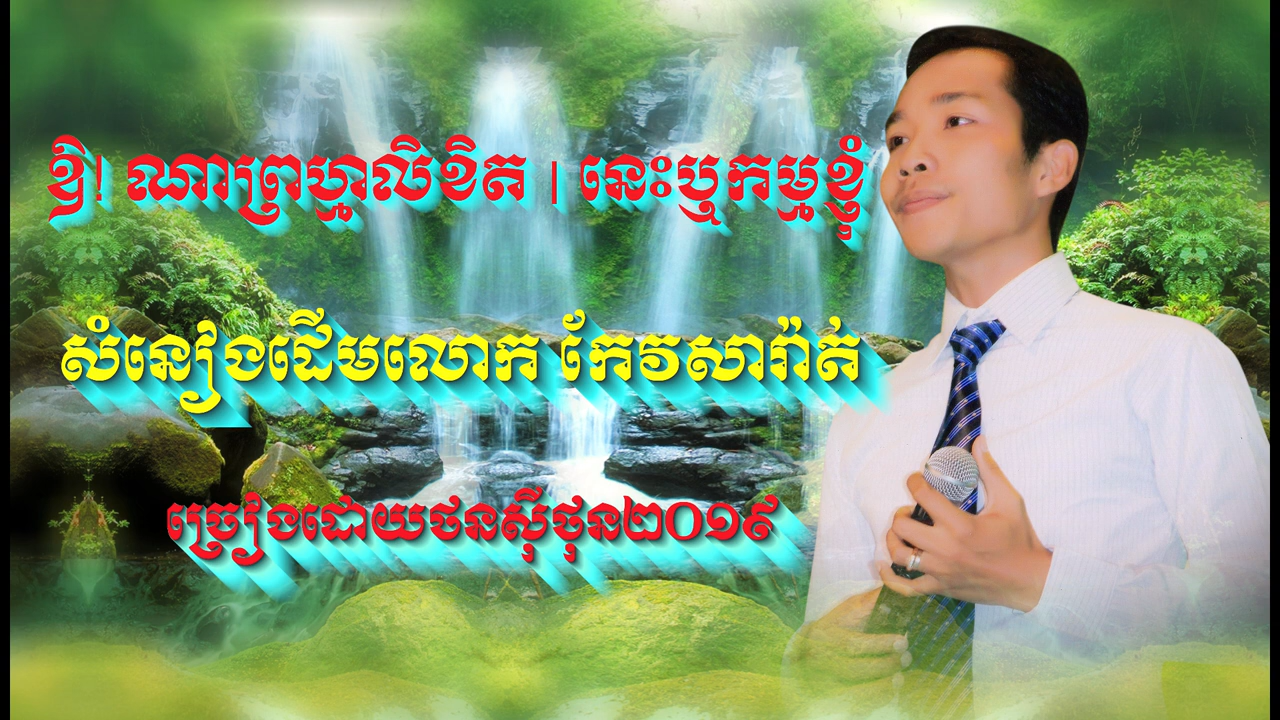 ឱ! ណាព្រហ្មលិខិត | នេះឬកម្មខ្ញុំ
សំនៀងដើមលោក កែវសារ៉ាត់
ច្រៀងដោយថនស៊ីថុន២០១៩